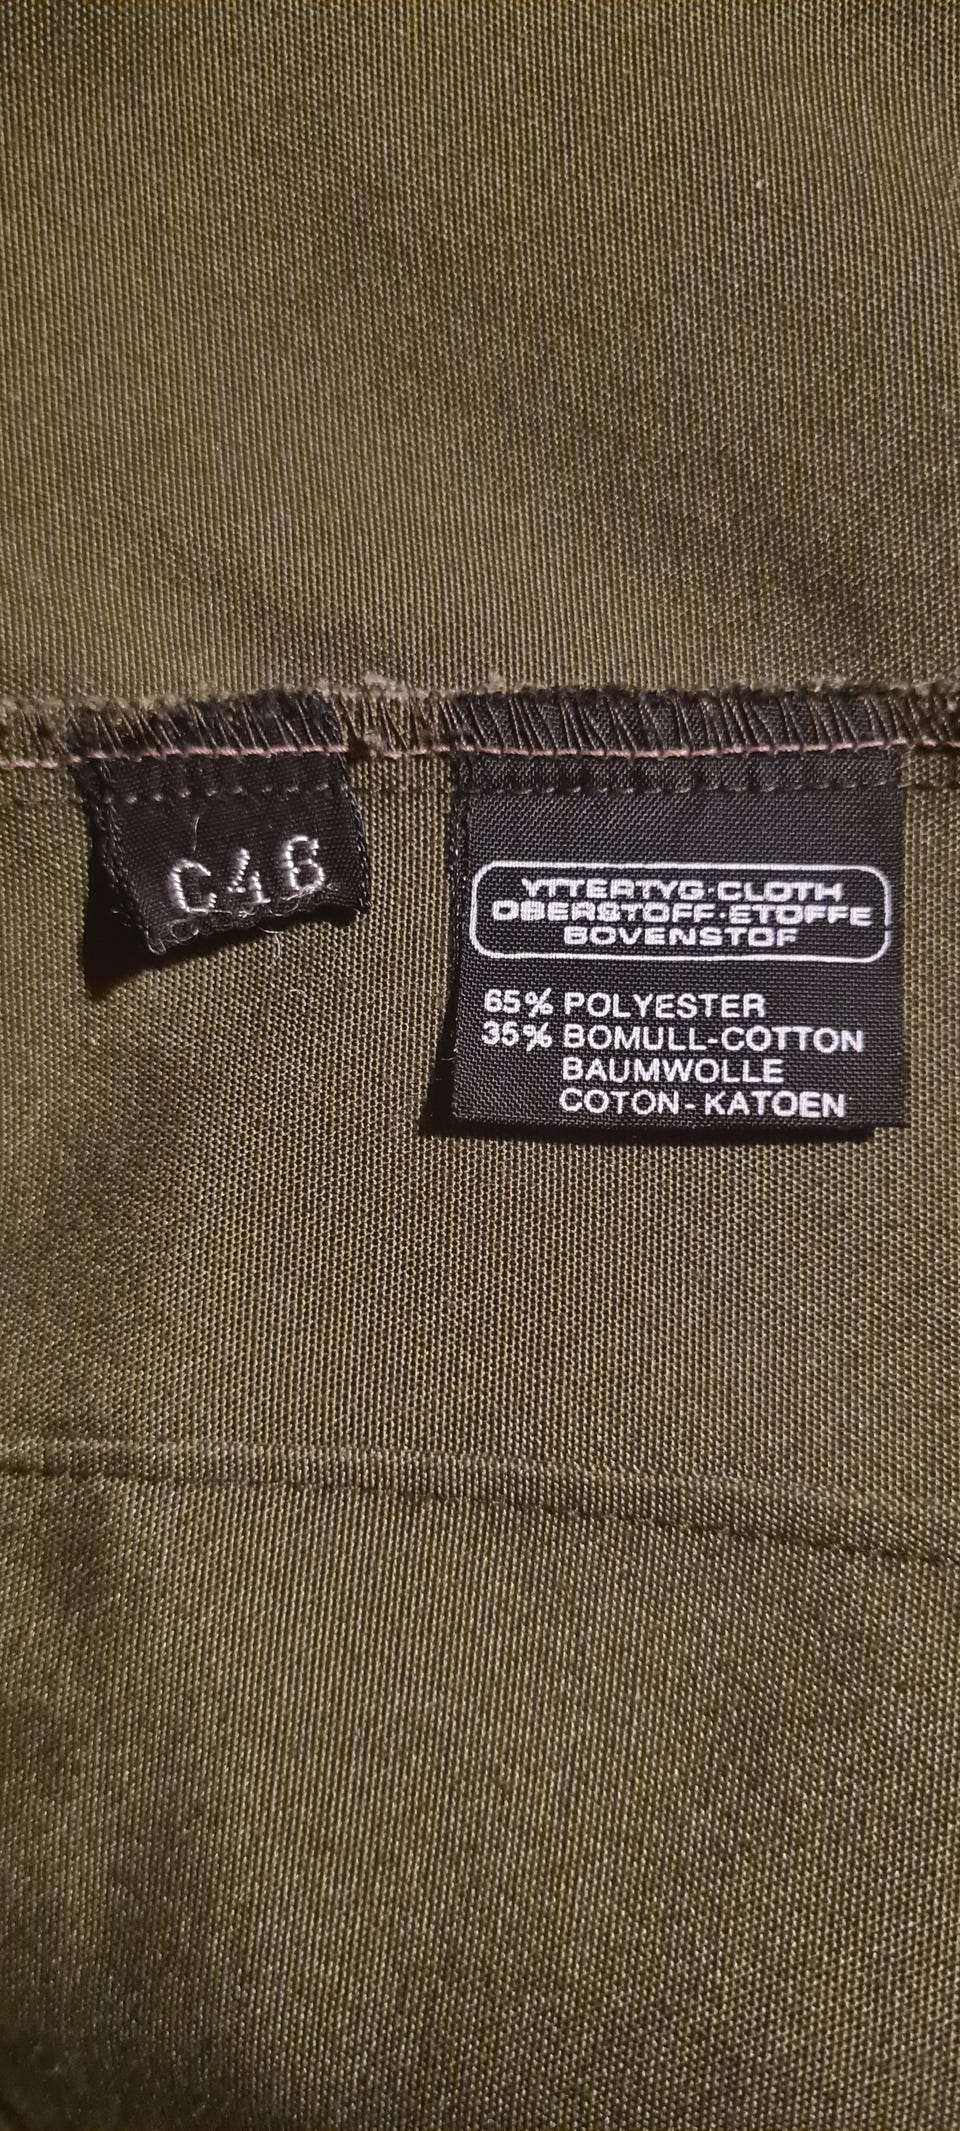 C46
YTTERTYG·CLOTH
OBERSTOFF·ETOFFE
BOVENSTOF
65% POLYESTER
35% BOMULL-COTTON
BAUMWOLLE
COTON-KATOEN